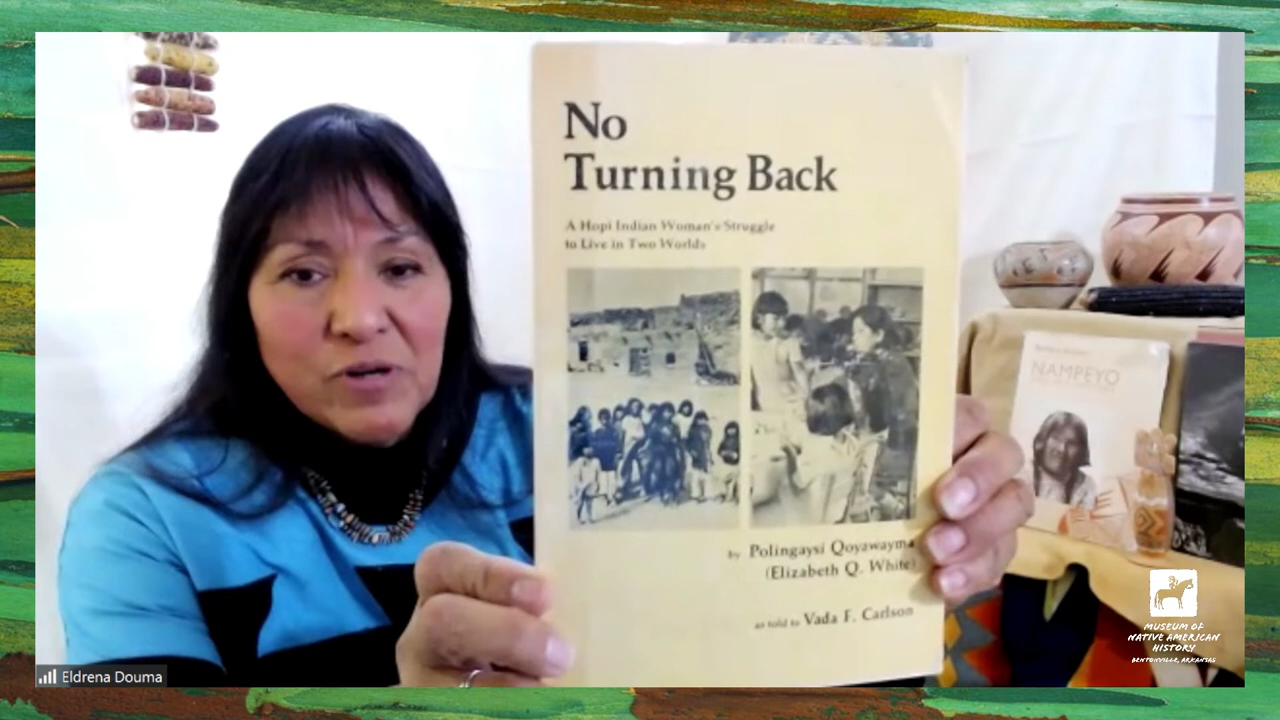 No
Turning Back
A Hopi Indian Woman's Struggle
to Live in Two Worlds
by Polingaysi Qoyawayma
(Elizabeth Q. White)
as told to Vada F. Carlson
NAMPEYO
Eldrena Douma
MUSEUM OF
NATIVE AMERICAN
HISTORY
BENTONVILLE, ARKANSAS